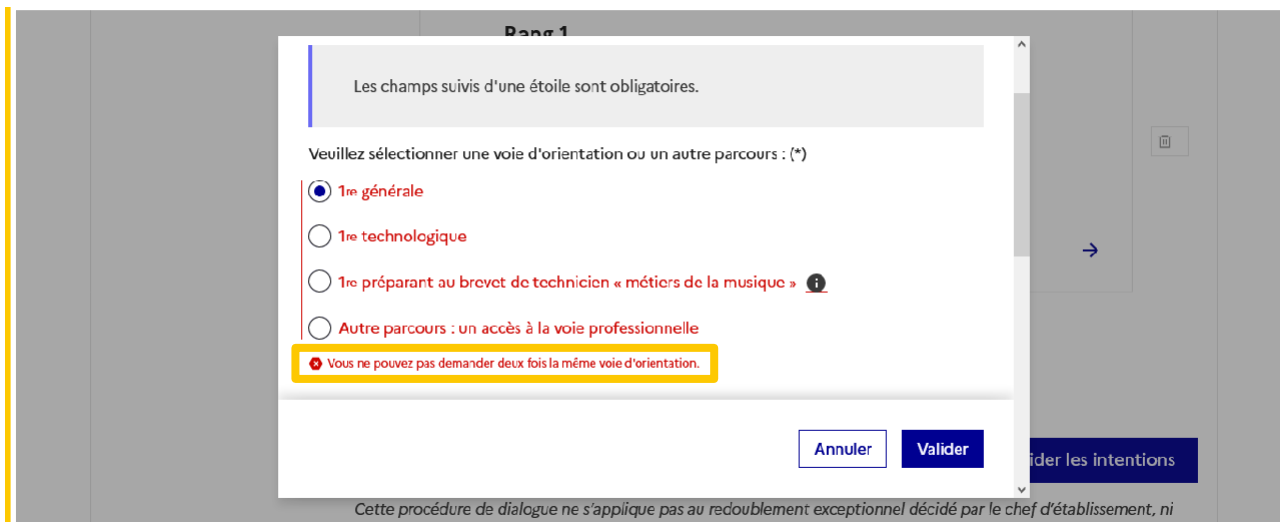 Rang 1
Les champs suivis d'une étoile sont obligatoires.
Veuillez sélectionner une voie d'orientation ou un autre parcours : (*)
1re générale
1re technologique
1re préparant au brevet de technicien « métiers de la musique »
Autre parcours : un accès à la voie professionnelle
Vous ne pouvez pas demander deux fois la même voie d'orientation.
Annuler Valider
ider les intentions
Cette procédure de dialogue ne s'applique pas au redoublement exceptionnel décidé par le chef d'établissement, ni